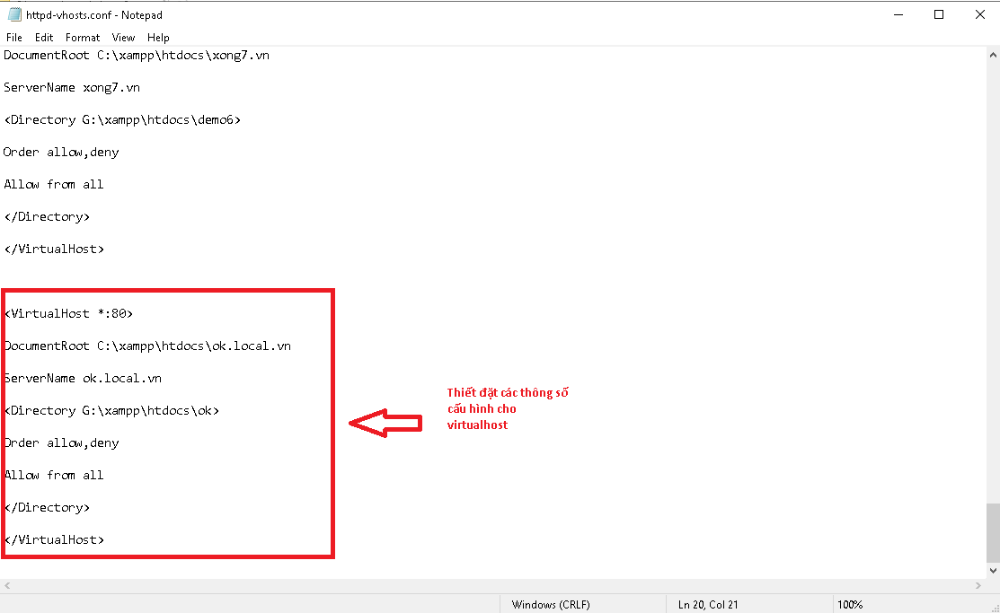 httpd-vhosts.conf - Notepad
File Edit Format View Help
DocumentRoot C:\xampp\htdocs\xong7.vn
ServerName xong7.vn
<Directory G:\xampp\htdocs\demo6>
Order allow,deny
Allow from all
</Directory>
</VirtualHost>
<VirtualHost *:80>
DocumentRoot C:\xampp\htdocs\ok.local.vn
ServerName ok.local.vn
<Directory G:\xampp\htdocs\ok>
Order allow,deny
Allow from all
</Directory>
</VirtualHost>
Thiết đặt các thông số
cấu hình cho
virtualhost
Windows (CRLF) Ln 20, Col 21 100%